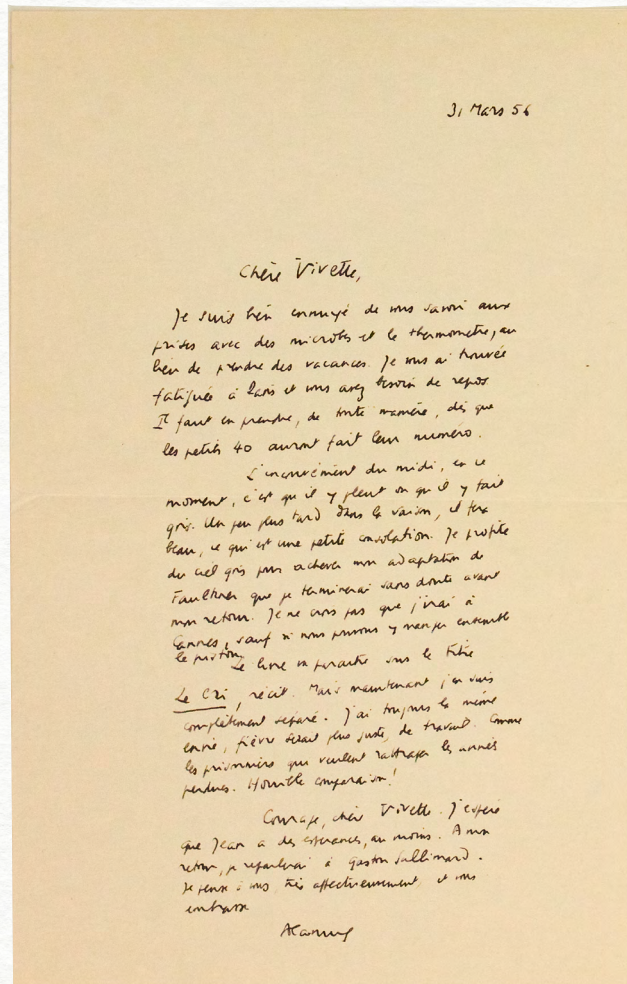 31 Mars 56
Chère Vivette,
Je suis bien ennuyé de vous savoir aux
prises avec des microbes et le thermomètre, au
lieu de prendre des vacances. Je vous ai trouvée
fatiguée à Paris et vous avez besoin de repos
Il faut en prendre, de toute manière, dès que
les petits 40 auront fait leur numéro.
L'inconvénient du midi, en ce
moment, c'est qu'il y pleut ou qu'il y fait
gris. Un peu plus tard dans la saison, il fera
beau, ce qui est une petite consolation. Je profite
du ciel gris pour achever mon adaptation de
Faulkner que je terminerai sans doute avant
mon retour. Je ne crois pas que j'irai à
Cannes, sauf si nous pouvons y manger ensemble
le
Le livre va paraître sous le titre
Le Cri, récit. Mais maintenant j'en suis
complètement séparé. J'ai toujours la même
envie, fièvre serait plus juste, de travail. Comme
les prisonniers qui veulent rattraper les années
perdues. Horrible comparaison!
Courage, chère Vivette. J'espère
que Jean a des espérances, au moins. A mon
retour, je reparlerai à Gaston Gallimard.
Je pense à vous très affectueusement, et vous
embrasse
ACamus